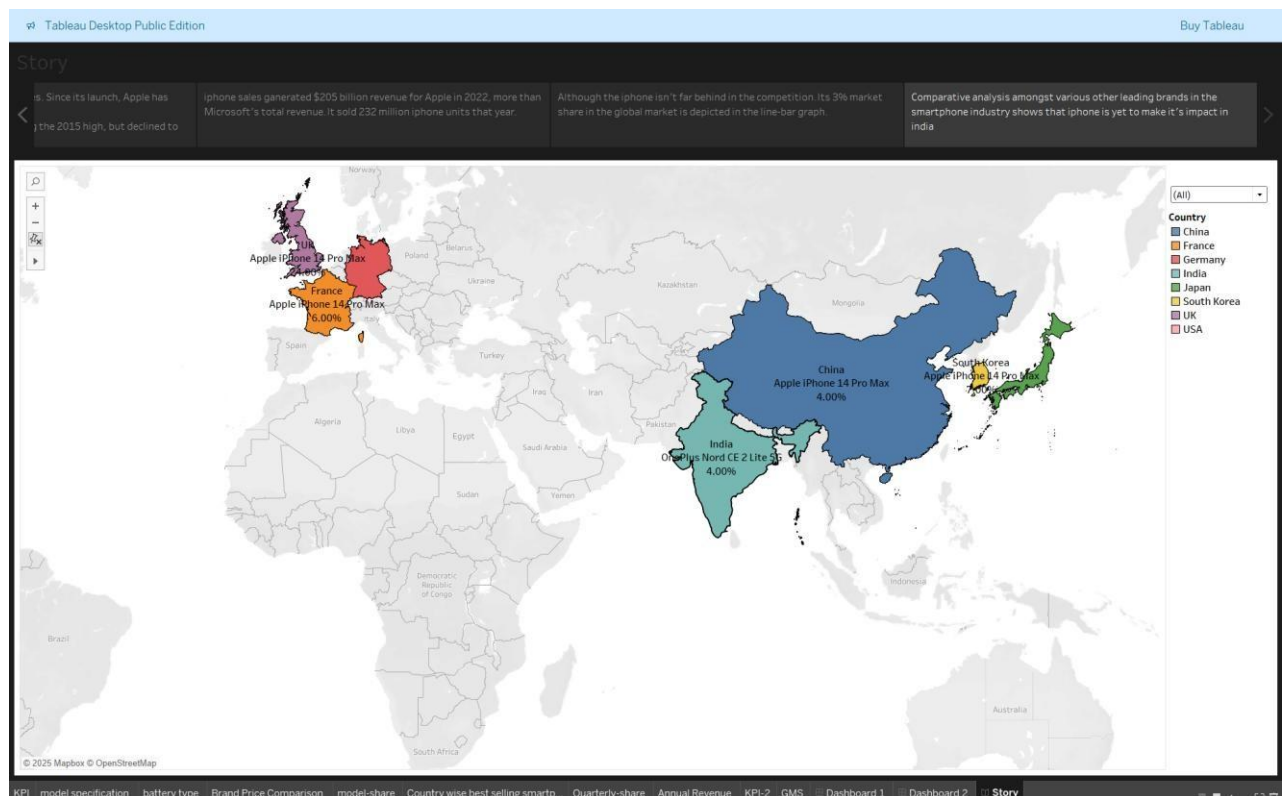 Tableau Desktop Public Edition
Buy Tableau
Story
s. Since its launch, Apple has
g the 2015 high, but declined to
iphone sales ganerated $205 billion revenue for Apple in 2022, more than
Microsoft's total revenue. It sold 232 million iphone units that year.
Although the iphone isn't far behind in the competition. Its 3% market
share in the global market is depicted in the line-bar graph.
Comparative analysis amongst various other leading brands in the
smartphone industry shows that iphone is yet to make it's impact in
india
(All)
Country
China
France
Germany
India
Japan
South Korea
UK
USA
Norway
UK
Apple iPhone 14 Pro Max
Poland
Belarus
Ukraine
France
Apple iPhone 14 Pro Max
6.00%
Italy
Spain
Turkey
Kazakhstan
Mongolia
China
Apple iPhone 14 Pro Max
4.00%
South Korea
Apple iPhone 14 Pro Max
7.00%
Iraq
Iran
Pakistan
Algeria
Libya
Egypt
Saudi Arabia
India
OnePlus Nord CE 2 Lite 5G
4.00%
Sudan
Yemen
Democratic
Republic
of Congo
Indonesia
Brazil
Australia
South Africa
© 2025 Mapbox © OpenStreetMap
KPI model specification battery type Brand Price Comparison model-share Country wise best selling smartp.. Quarterly-share Annual Revenue KPI-2 GMS Dashboard 1 Dashboard 2 Story